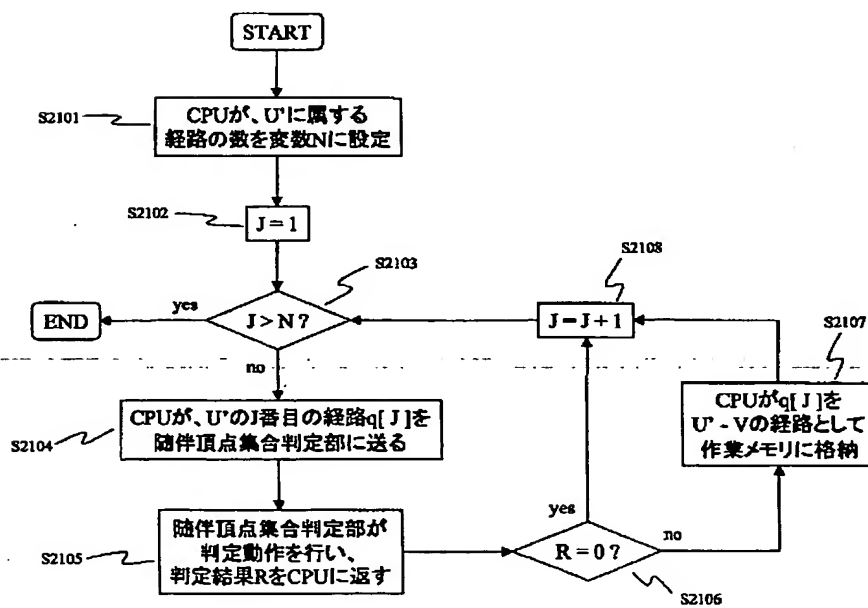 START
S2101
CPUが、U'に属する
経路の数を変数Nに設定
S2102
J = 1
S2103
J > N ?
yes
END
no
S2108
J = J + 1
S2107
CPUがq[ J ]を
U' - Vの経路として
作業メモリに格納
S2104
CPUが、U'のJ番目の経路q[ J ]を
随伴頂点集合判定部に送る
S2105
随伴頂点集合判定部が
判定動作を行い、
判定結果RをCPUに返す
yes
R = 0 ?
no
S2106